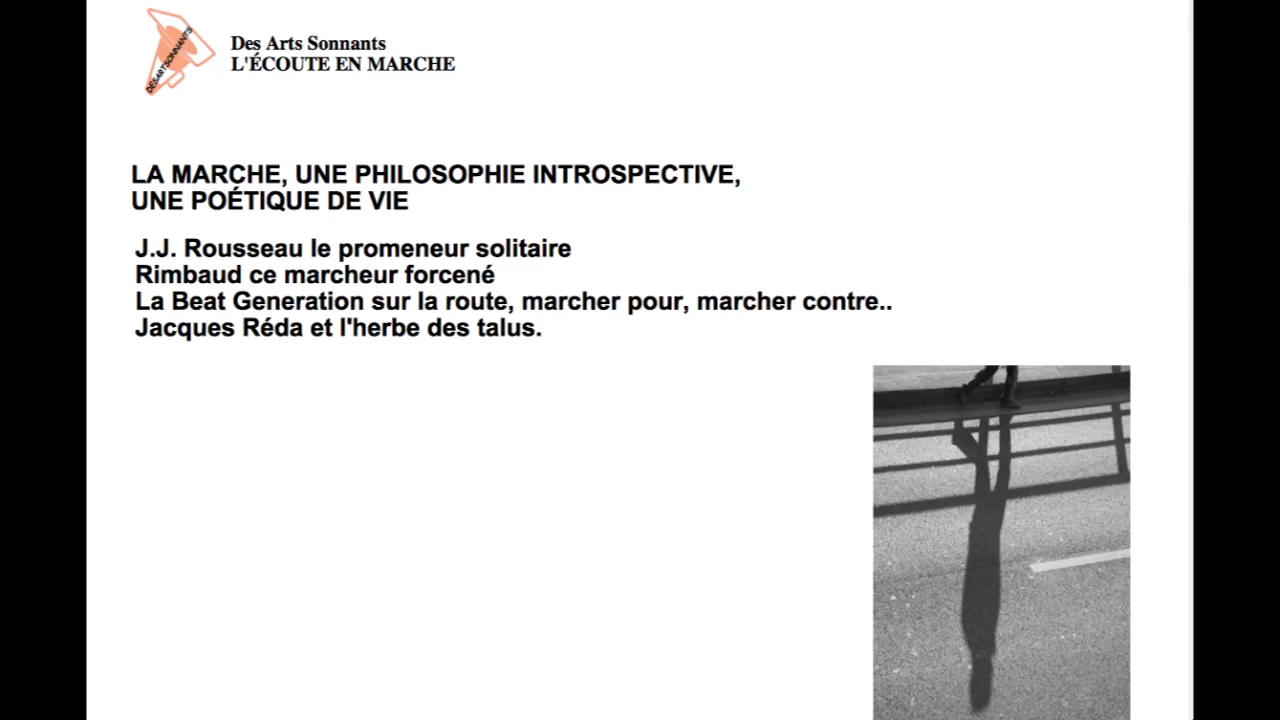 DESARTSONNANTS
Des Arts Sonnants
L'ÉCOUTE EN MARCHE
LA MARCHE, UNE PHILOSOPHIE INTROSPECTIVE,
UNE POÉTIQUE DE VIE
J.J. Rousseau le promeneur solitaire
Rimbaud ce marcheur forcené
La Beat Generation sur la route, marcher pour, marcher contre..
Jacques Réda et l'herbe des talus.